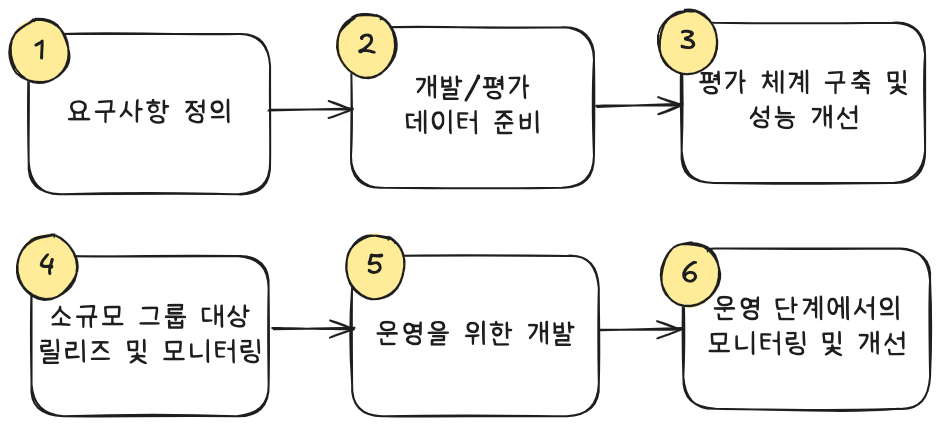 1
요구사항 정의
2
개발/평가
데이터 준비
3
평가 체계 구축 및
성능 개선
4
소규모 그룹 대상
릴리즈 및 모니터링
5
운영을 위한 개발
6
운영 단계에서의
모니터링 및 개선